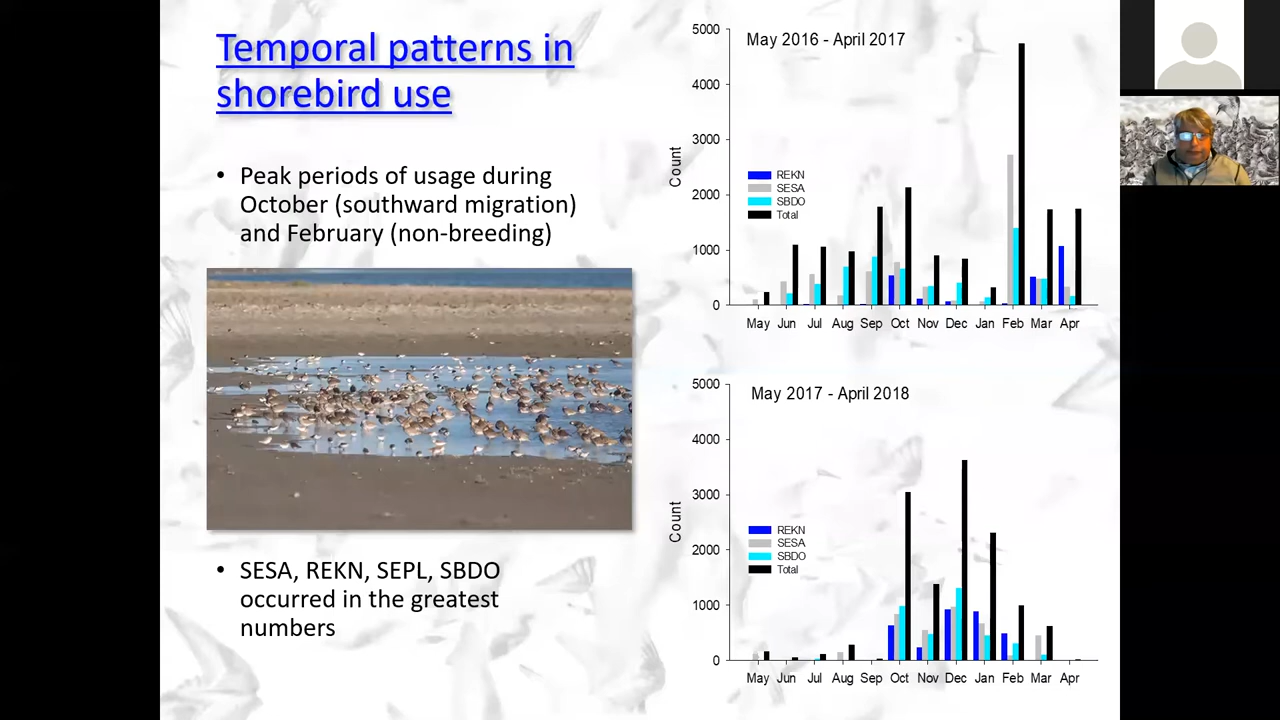 Temporal patterns in
shorebird use
• Peak periods of usage during
October (southward migration)
and February (non-breeding)
• SESA, REKN, SEPL, SBDO
occurred in the greatest
numbers
May 2016 - April 2017
5000
4000
3000
2000
1000
0
Count
REKN
SESA
SBDO
Total
May Jun Jul Aug Sep Oct Nov Dec Jan Feb Mar Apr
May 2017 - April 2018
5000
4000
3000
2000
1000
0
Count
REKN
SESA
SBDO
Total
May Jun Jul Aug Sep Oct Nov Dec Jan Feb Mar Apr